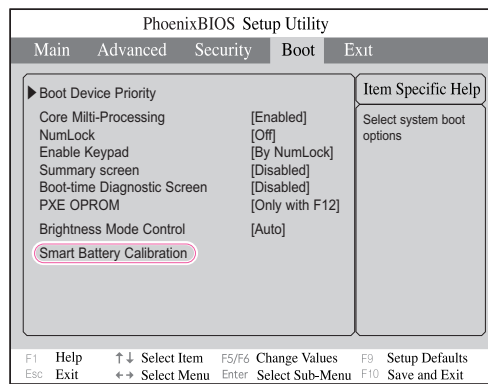 PhoenixBIOS Setup Utility
Main Advanced Security Boot Exit
Boot Device Priority
Core Milti-Processing [Enabled]
NumLock [Off]
Enable Keypad [By NumLock]
Summary screen [Disabled]
Boot-time Diagnostic Screen [Disabled]
PXE OPROM [Only with F12]
Brightness Mode Control [Auto]
Smart Battery Calibration
Item Specific Help
Select system boot
options
F1 Help ↑↓ Select Item F5/F6 Change Values F9 Setup Defaults
Esc Exit ←→ Select Menu Enter Select Sub-Menu F10 Save and Exit